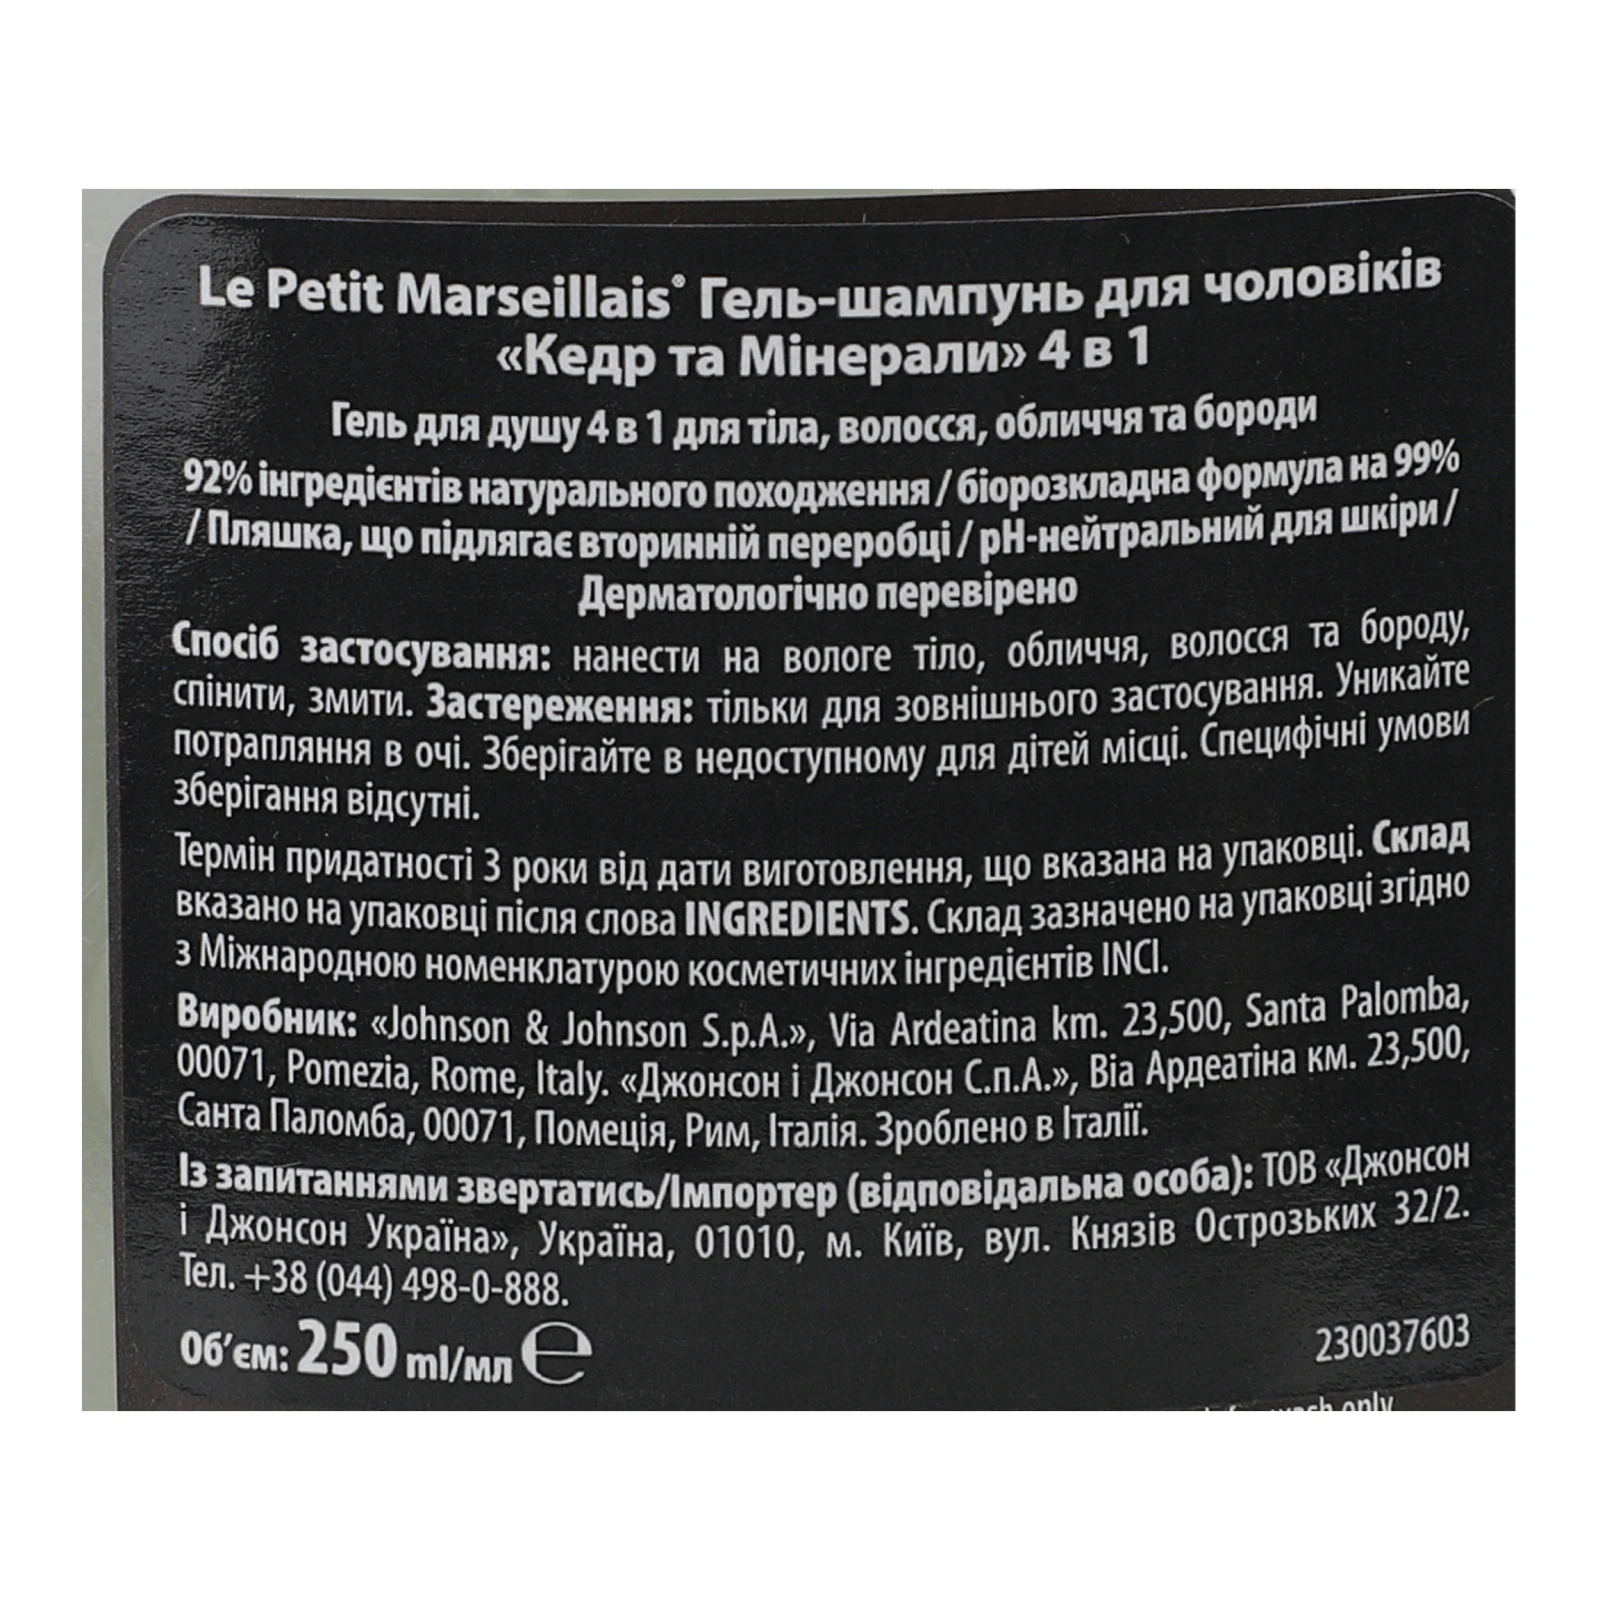 Le Petit Marseillais® Гель-шампунь для чоловіків
«Кедр та Мінерали» 4 в 1
Гель для душу 4 в 1 для тіла, волосся, обличчя та бороди
92% інгредієнтів натурального походження / біорозкладна формула на 99%
/ Пляшка, що підлягає вторинній переробці / pH-нейтральний для шкіри /
Дерматологічно перевірено
Спосіб застосування: нанести на вологе тіло, обличчя, волосся та бороду,
спінити, змити. Застереження: тільки для зовнішнього застосування. Уникайте
потрапляння в очі. Зберігайте в недоступному для дітей місці. Специфічні умови
зберігання відсутні.
Термін придатності 3 роки від дати виготовлення, що вказана на упаковці. Склад
вказано на упаковці після слова INGREDIENTS. Склад зазначено на упаковці згідно
з Міжнародною номенклатурою косметичних інгредієнтів INCI.
Виробник: «Johnson & Johnson S.p.A.», Via Ardeatina km. 23,500, Santa Palomba,
00071, Pomezia, Rome, Italy. «Джонсон і Джонсон С.п.А.», Віа Ардеатіна км. 23,500,
Санта Паломба, 00071, Помеція, Рим, Італія. Зроблено в Італії.
Із запитаннями звертатись/Імпортер (відповідальна особа): ТОВ «Джонсон
і Джонсон Україна», Україна, 01010, м. Київ, вул. Князів Острозьких 32/2.
Тел. +38 (044) 498-0-888.
Об'єм: 250 ml/мл ℮
230037603
only